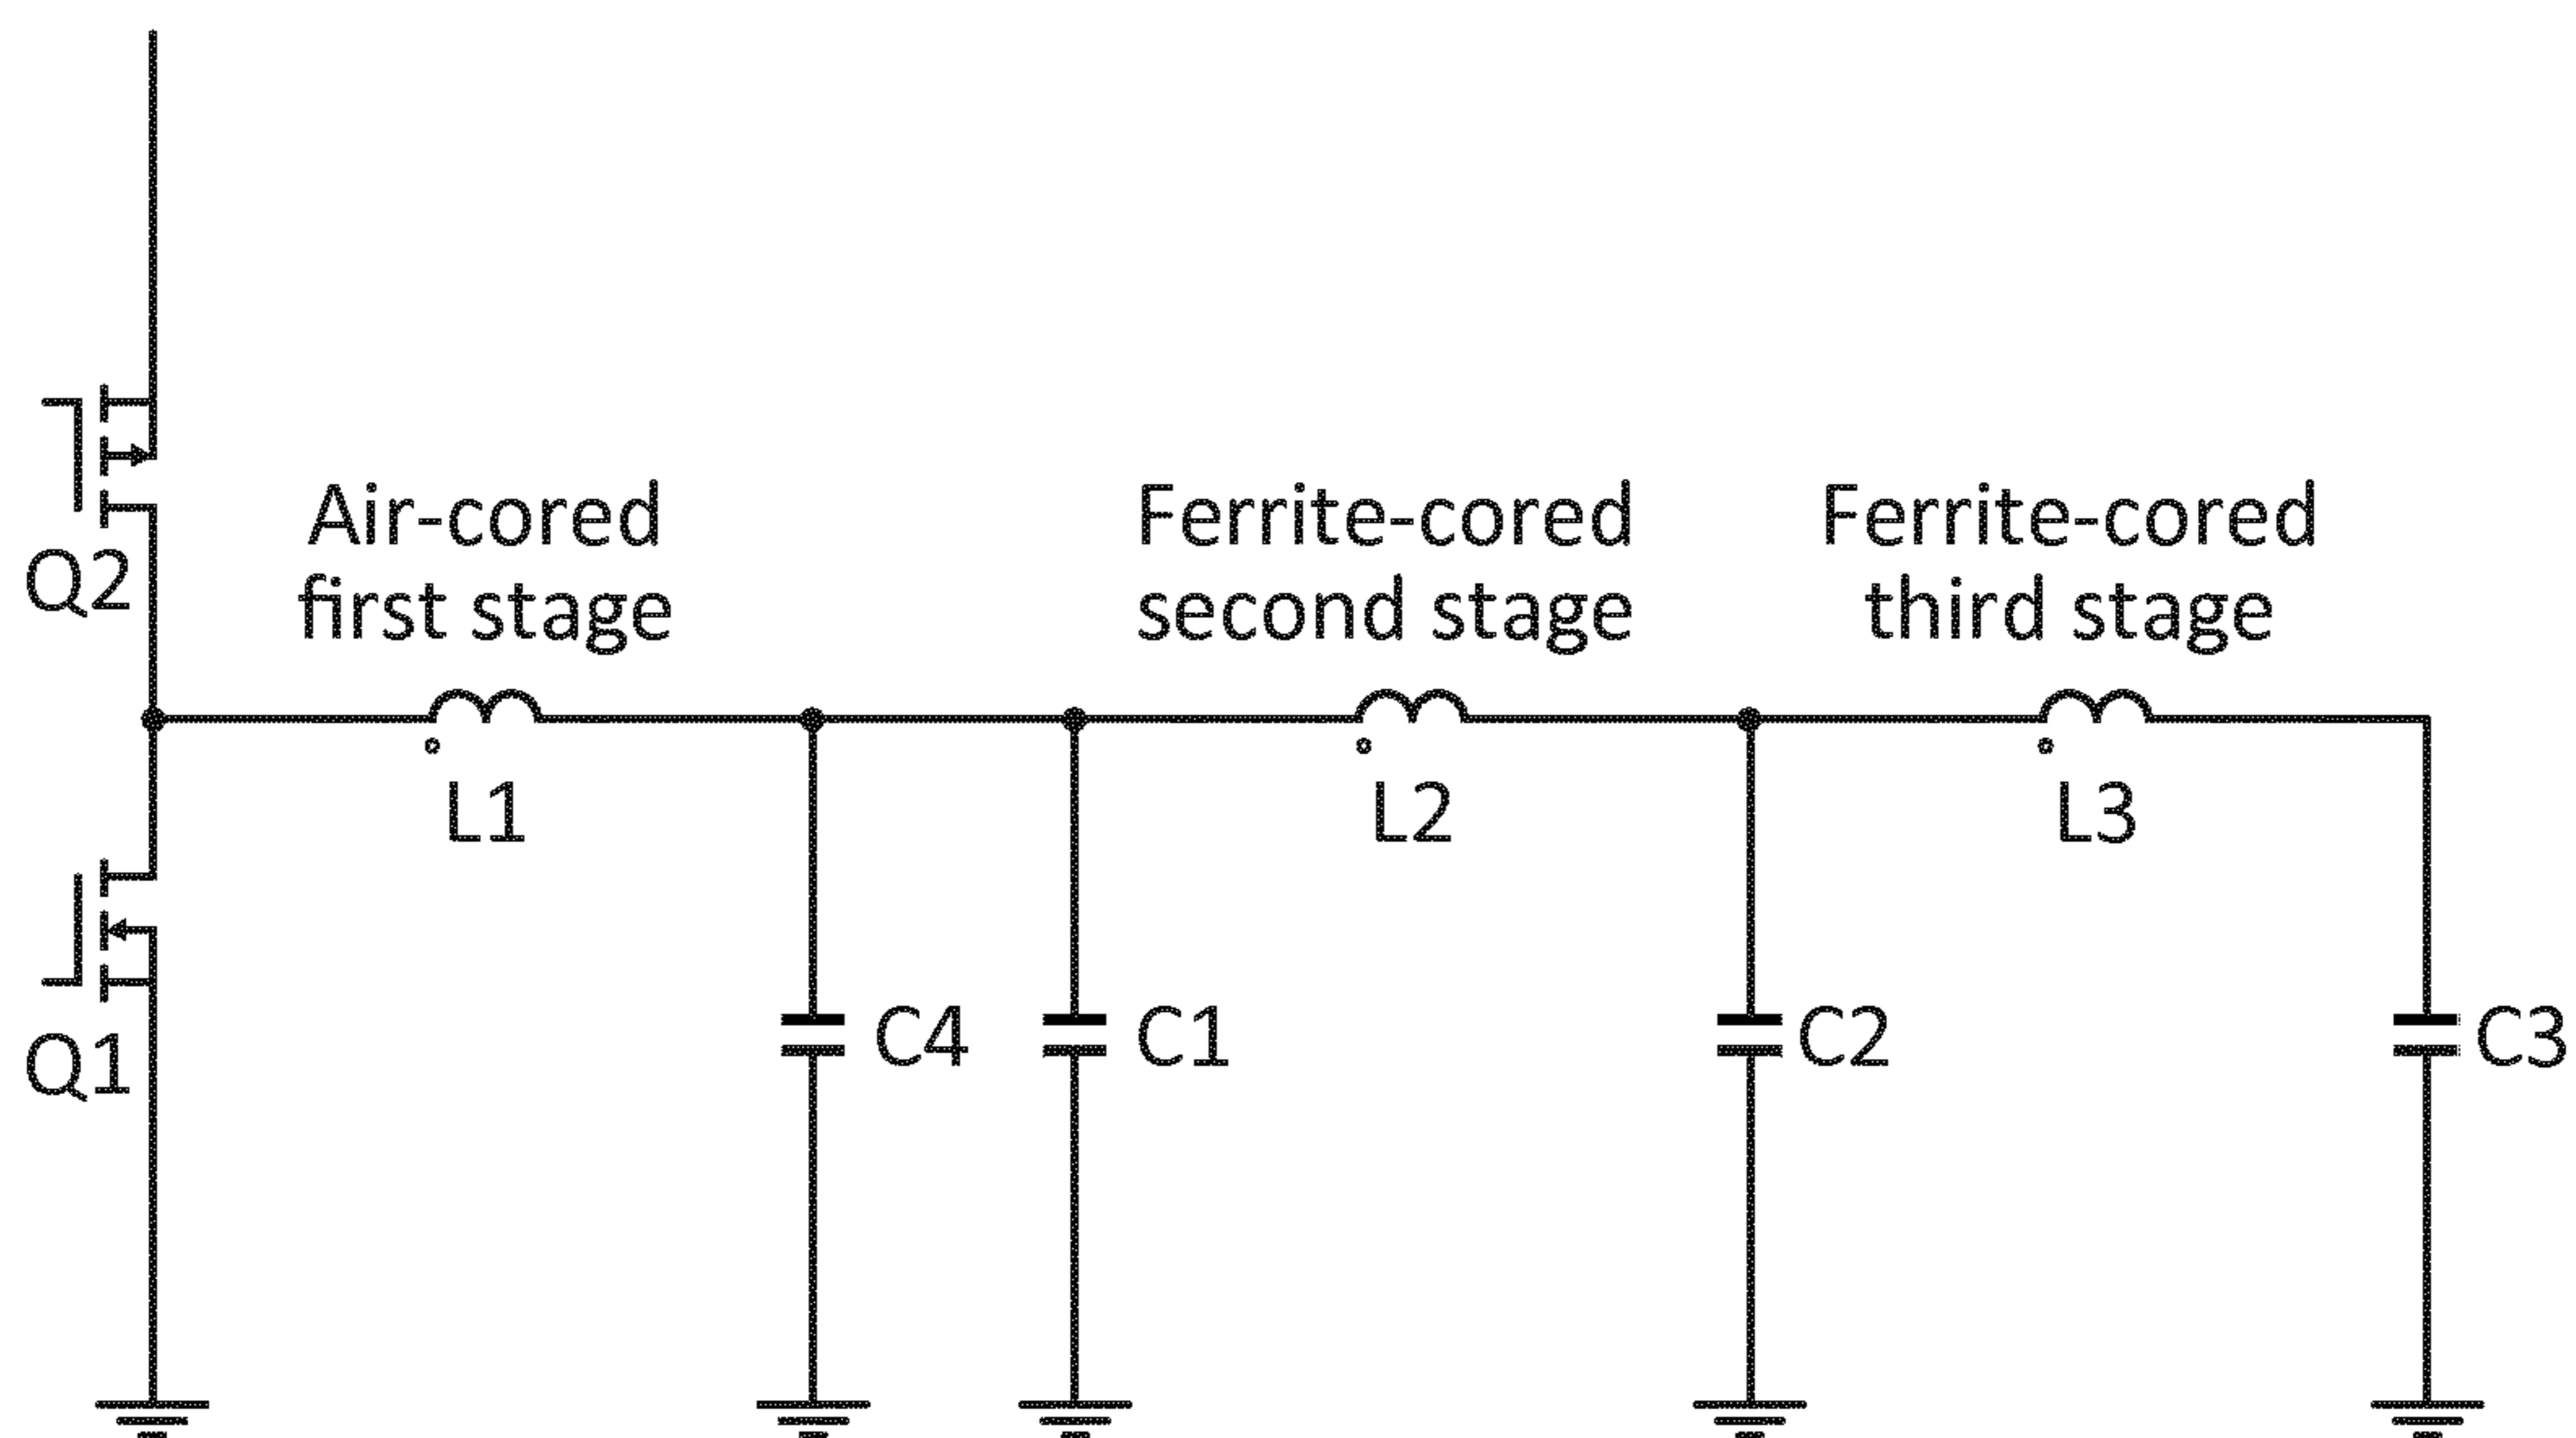 Air-cored
first stage
Ferrite-cored
second stage
Ferrite-cored
third stage
Q2
L1
L2
L3
Q1
C4
C1
C2
C3